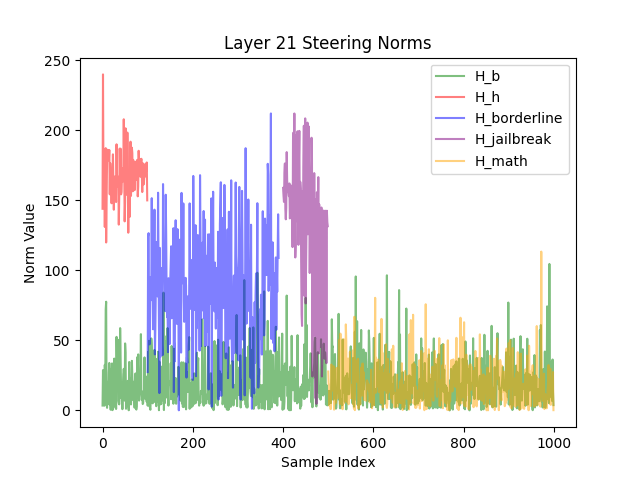 Layer 21 Steering Norms
250
200
150
100
50
0
Norm Value
H_b
H_h
H_borderline
H_jailbreak
H_math
0 200 400 600 800 1000
Sample Index